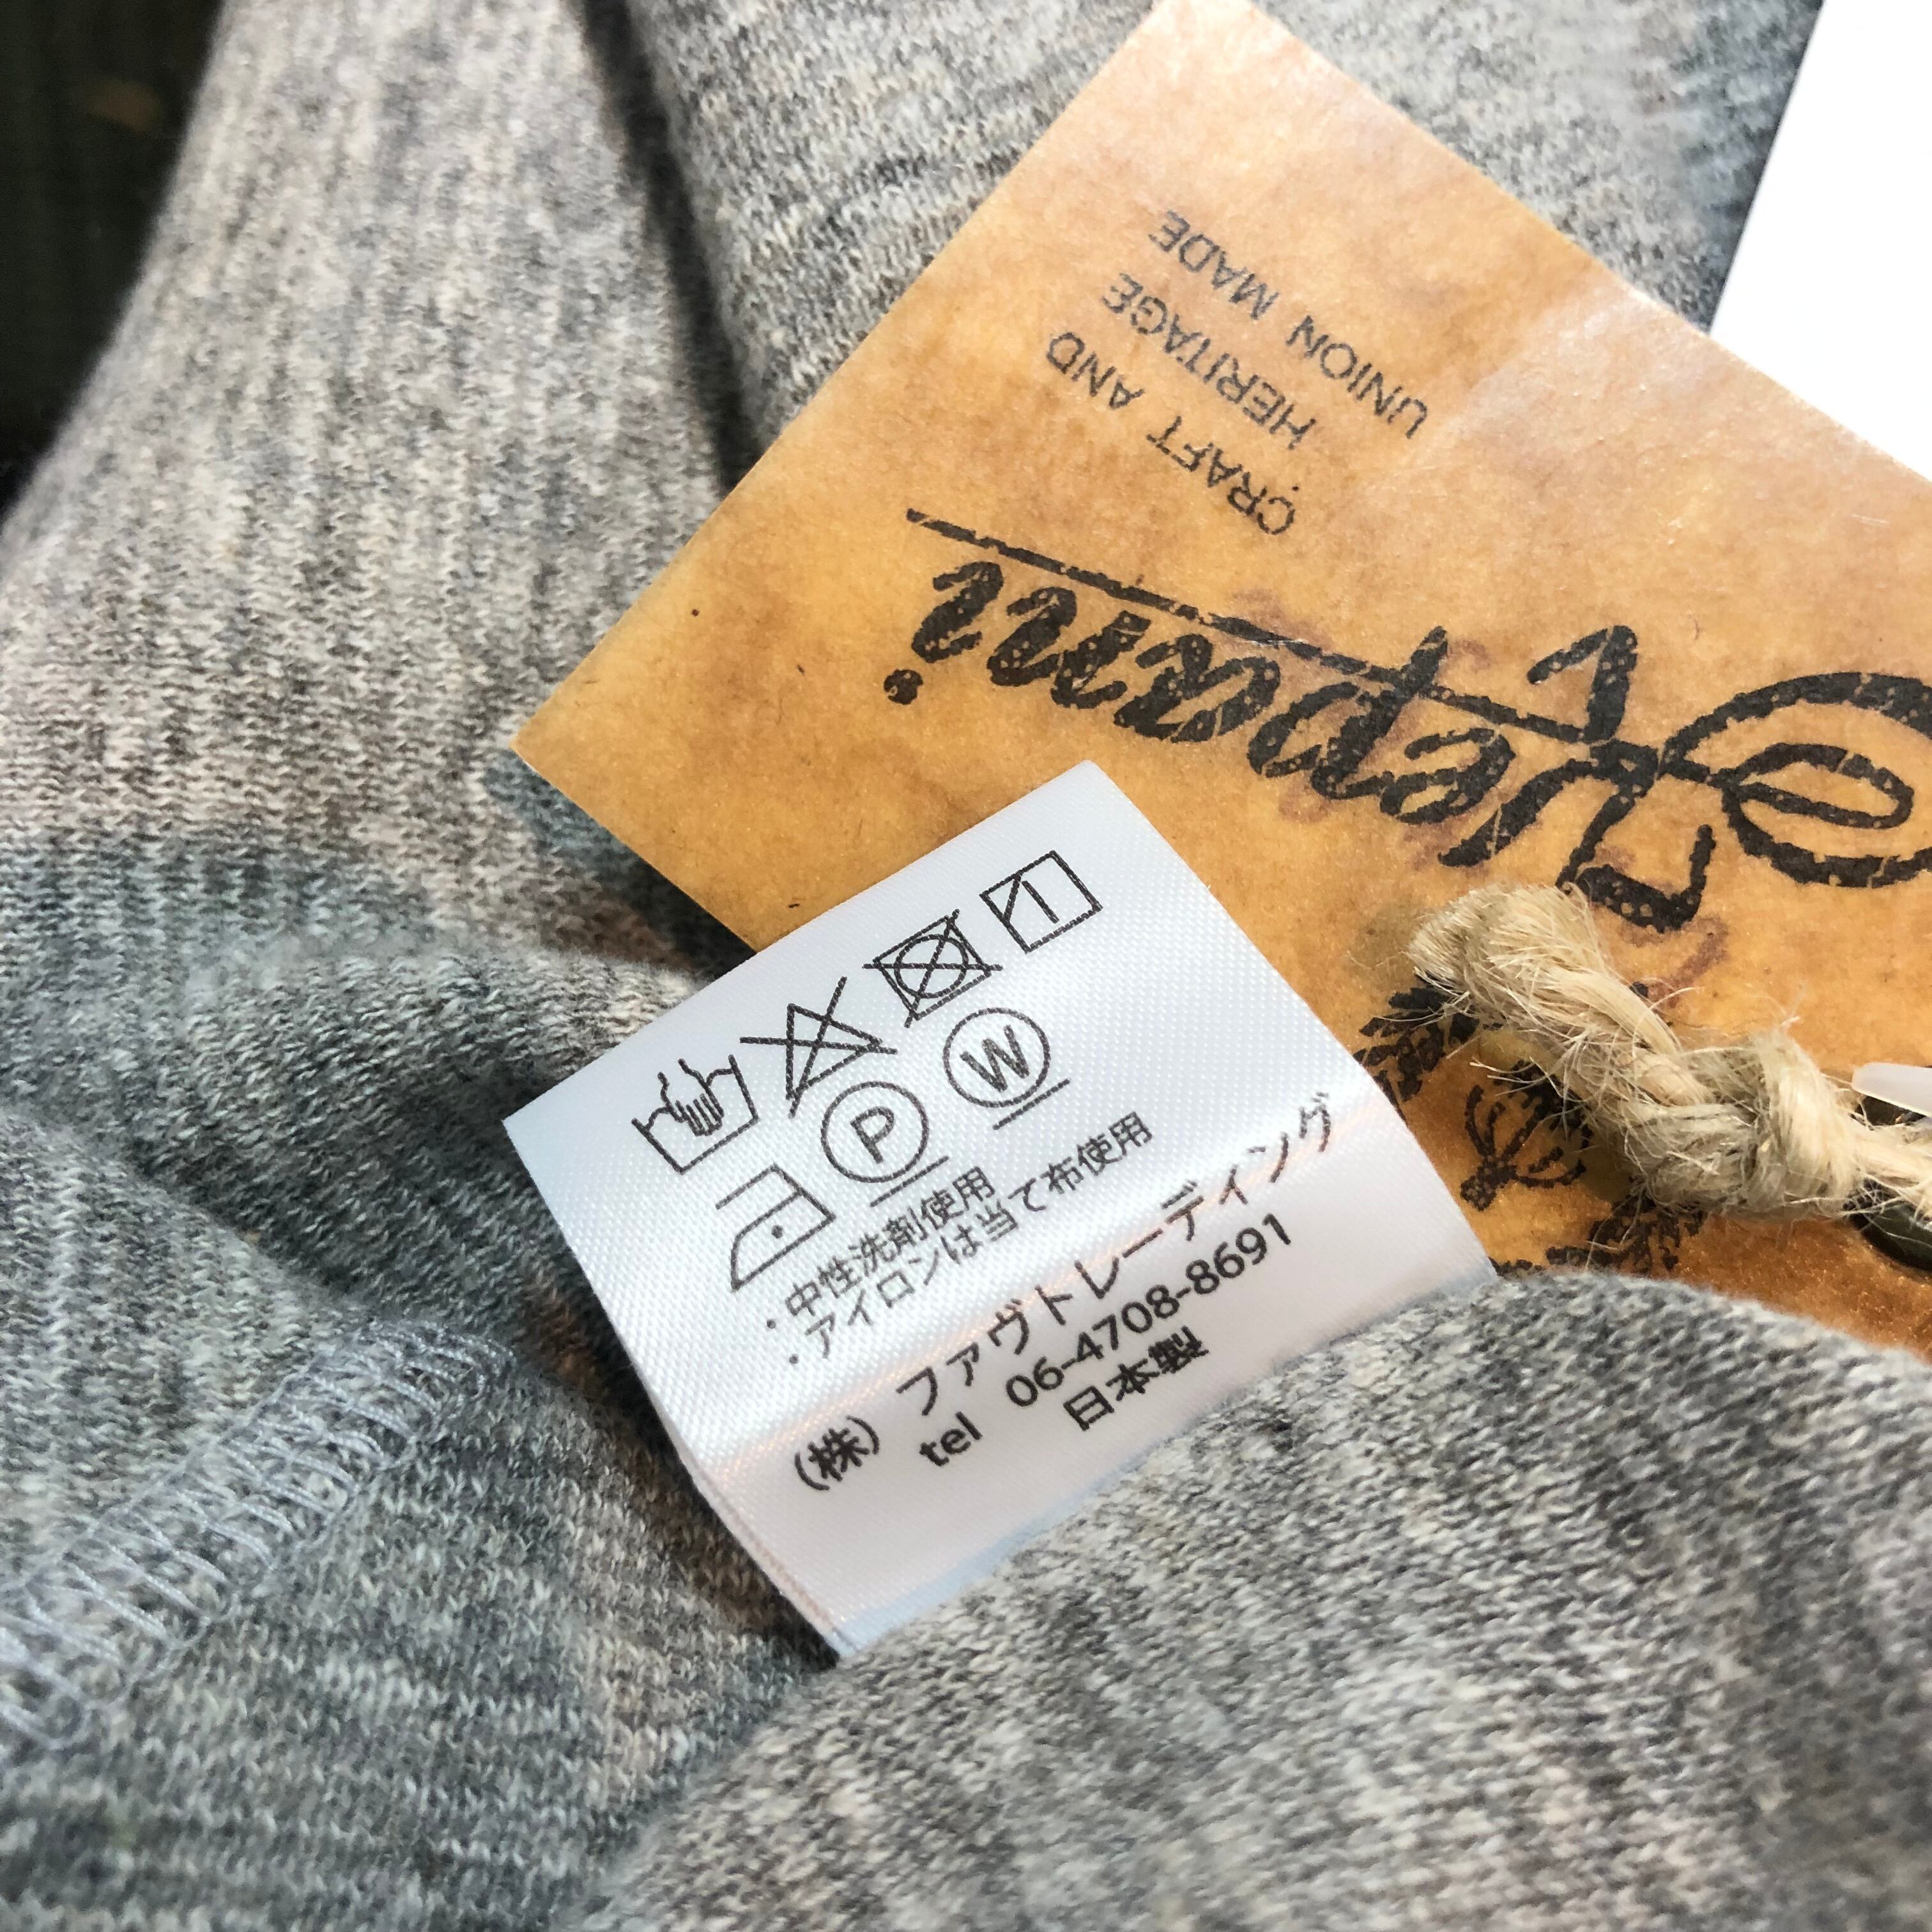 Jepani
CRAFT AND
HERITAGE
UNION MADE
P W
・中性洗剤使用
・アイロンは当て布使用
(株) ファヴトレーディング
tel 06-4708-8691
日本製